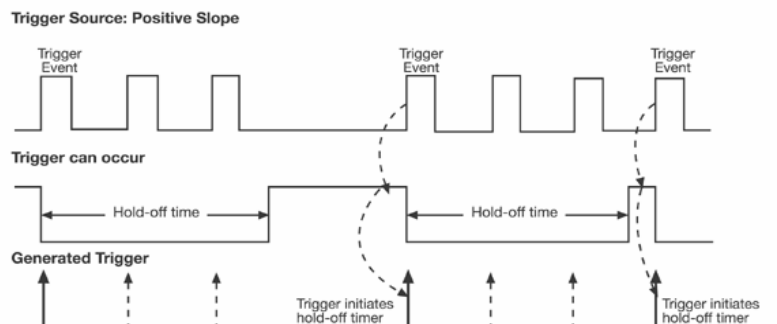 Trigger Source: Positive Slope
Trigger
Event
Trigger
Event
Trigger
Event
Trigger can occur
Hold-off time
Hold-off time
Generated Trigger
Trigger initiates
hold-off timer
Trigger initiates
hold-off timer